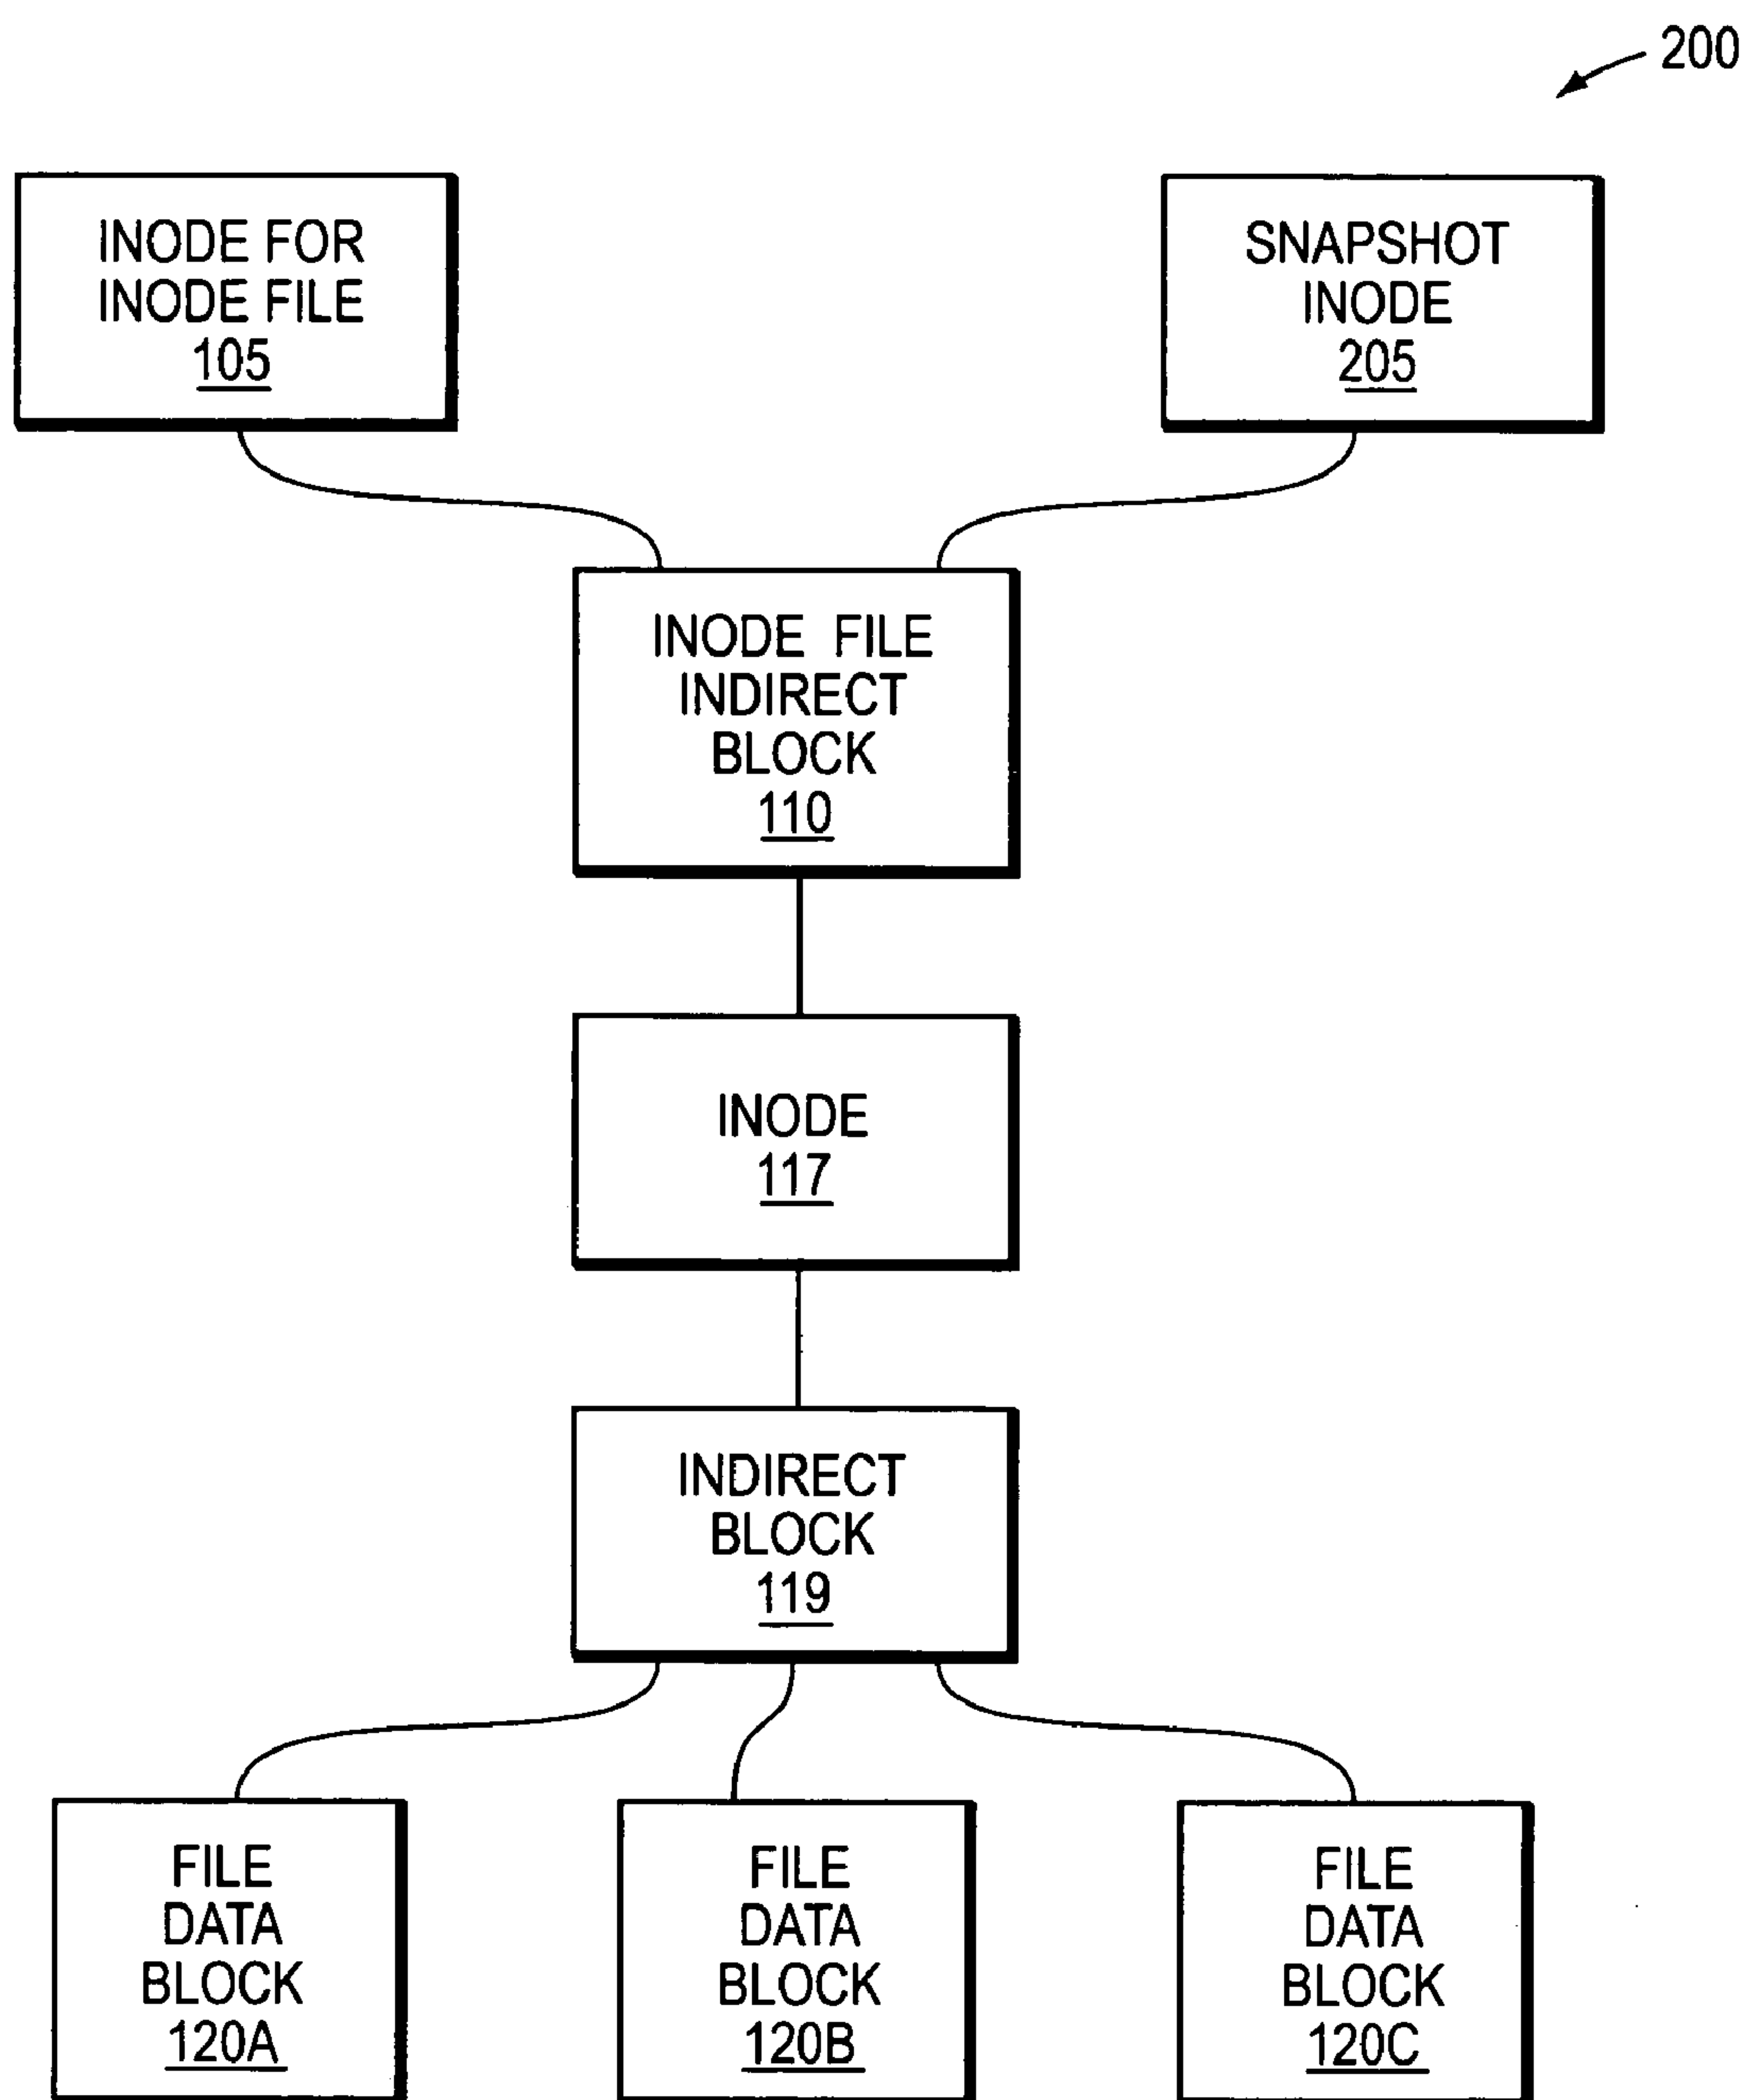 200
INODE FOR
INODE FILE
105
SNAPSHOT
INODE
205
INODE FILE
INDIRECT
BLOCK
110
INODE
117
INDIRECT
BLOCK
119
FILE
DATA
BLOCK
120A
FILE
DATA
BLOCK
120B
FILE
DATA
BLOCK
120C